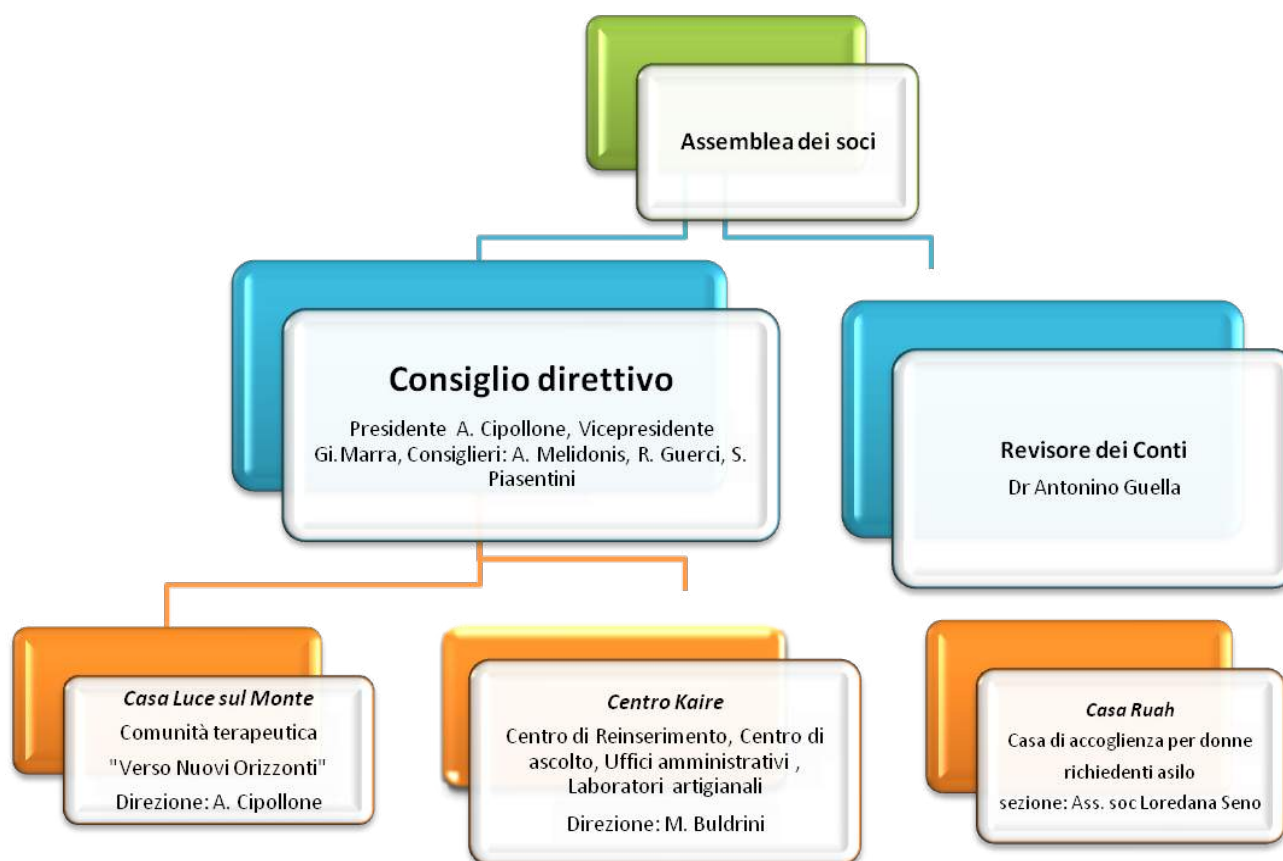 Assemblea dei soci
Consiglio direttivo
Presidente A. Cipollone, Vicepresidente
Gi.Marra, Consiglieri: A. Melidonis, R. Guerci, S.
Piasentini
Revisore dei Conti
Dr Antonino Guella
Casa Luce sul Monte
Comunità terapeutica
"Verso Nuovi Orizzonti"
Direzione: A. Cipollone
Centro Kaire
Centro di Reinserimento, Centro di
ascolto, Uffici amministrativi ,
Laboratori artigianali
Direzione: M. Buldrini
Casa Ruah
Casa di accoglienza per donne
richiedenti asilo
sezione: Ass. soc Loredana Seno